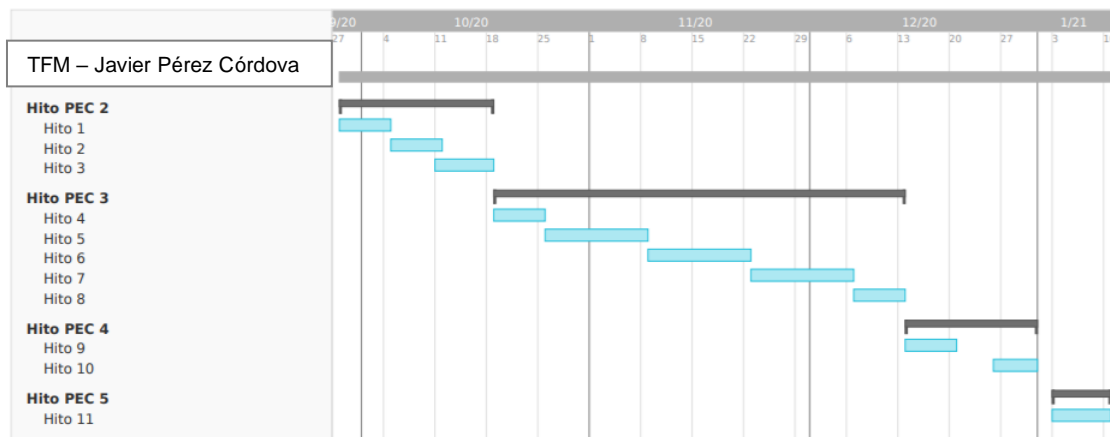 9/20 10/20 11/20 12/20 1/21
27 4 11 18 25 1 8 15 22 29 6 13 20 27 3
TFM – Javier Pérez Córdova
Hito PEC 2
Hito 1
Hito 2
Hito 3
Hito PEC 3
Hito 4
Hito 5
Hito 6
Hito 7
Hito 8
Hito PEC 4
Hito 9
Hito 10
Hito PEC 5
Hito 11